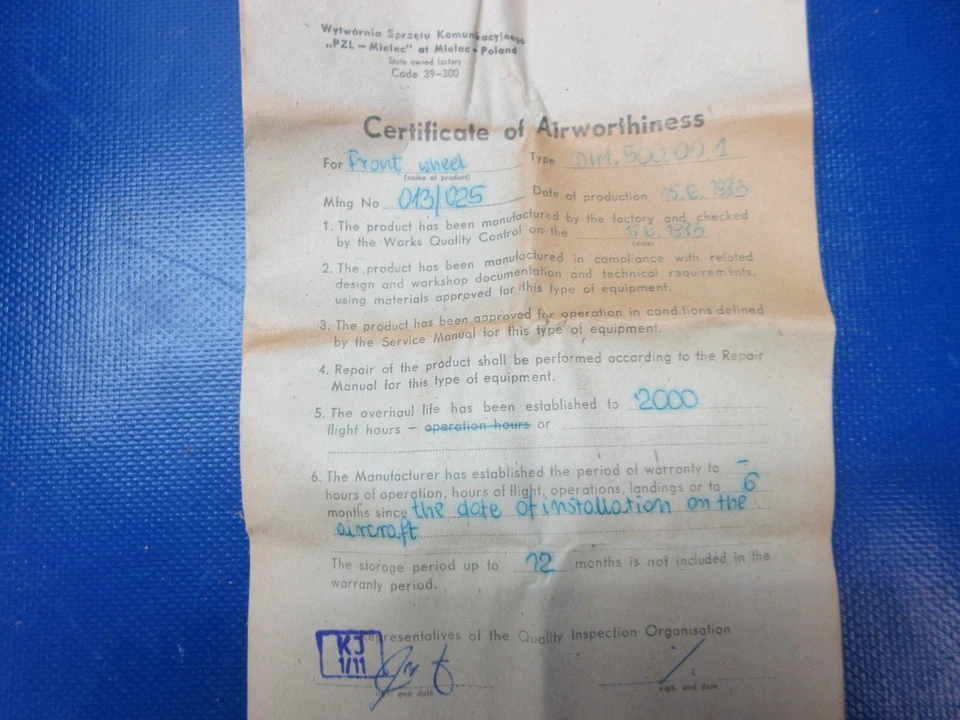 Wytwórnia Sprzętu Komunikacyjnego
„PZL – Mielec" at Mielec – Poland
State owned factory
Code 39-300
Certificate of Airworthiness
For Front wheel Type
(name of product)
Mfng No 013/025 Date of production
1. The product has been manufactured by the factory and checked
by the Works Quality Control on the
(date)
2. The product has been manufactured in compliance with related
design and workshop documentation and technical requirements,
using materials approved for this type of equipment.
3. The product has been approved for operation in conditions defined
by the Service Manual for this type of equipment.
4. Repair of the product shall be performed according to the Repair
Manual for this type of equipment.
5. The overhaul life has been established to 2000
flight hours – operation hours or
6. The Manufacturer has established the period of warranty to –
hours of operation, hours of flight, operations, landings or to 6
months since the date of installation on the
aircraft
The storage period up to 12 months is not included in the
warranty period.
Representatives of the Quality Inspection Organisation
KJ
1/11
sign. and date sign. and date